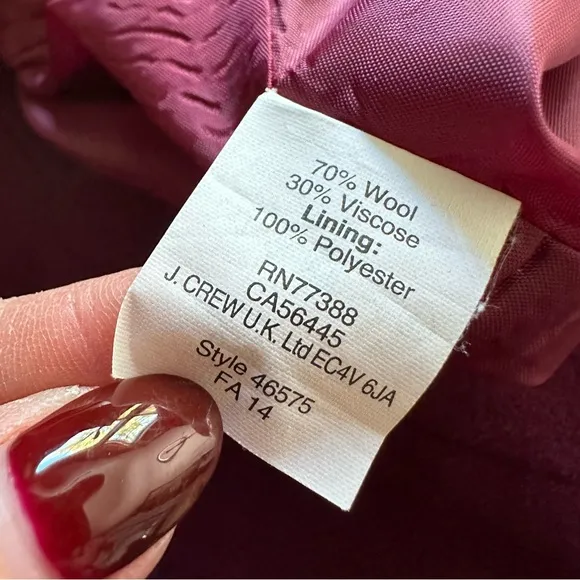 70% Wool
30% Viscose
Lining:
100% Polyester
RN77388
CA56445
J. CREW U.K. Ltd EC4V 6JA
Style 46575
FA 14